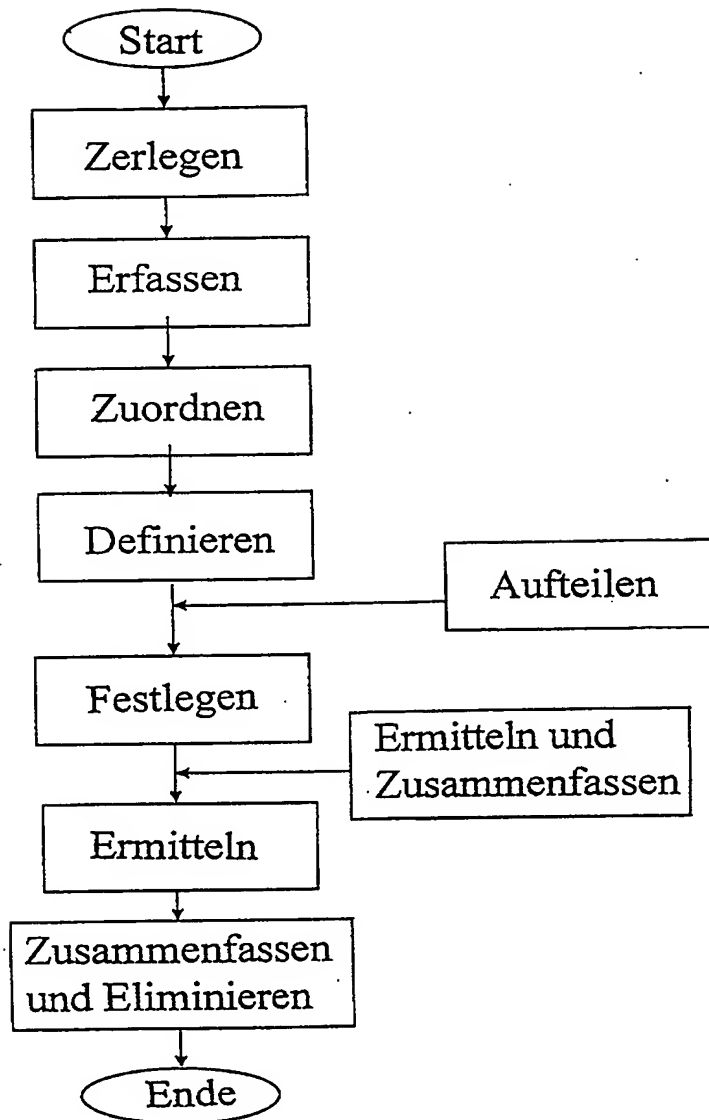 Start
Zerlegen
Erfassen
Zuordnen
Definieren
Aufteilen
Festlegen
Ermitteln und
Zusammenfassen
Ermitteln
Zusammenfassen
und Eliminieren
Ende